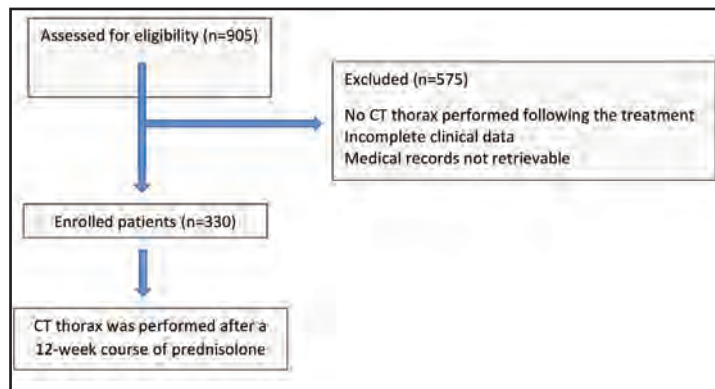 Assessed for eligibility (n=905)
Excluded (n=575)
No CT thorax performed following the treatment
Incomplete clinical data
Medical records not retrievable
Enrolled patients (n=330)
CT thorax was performed after a
12-week course of prednisolone